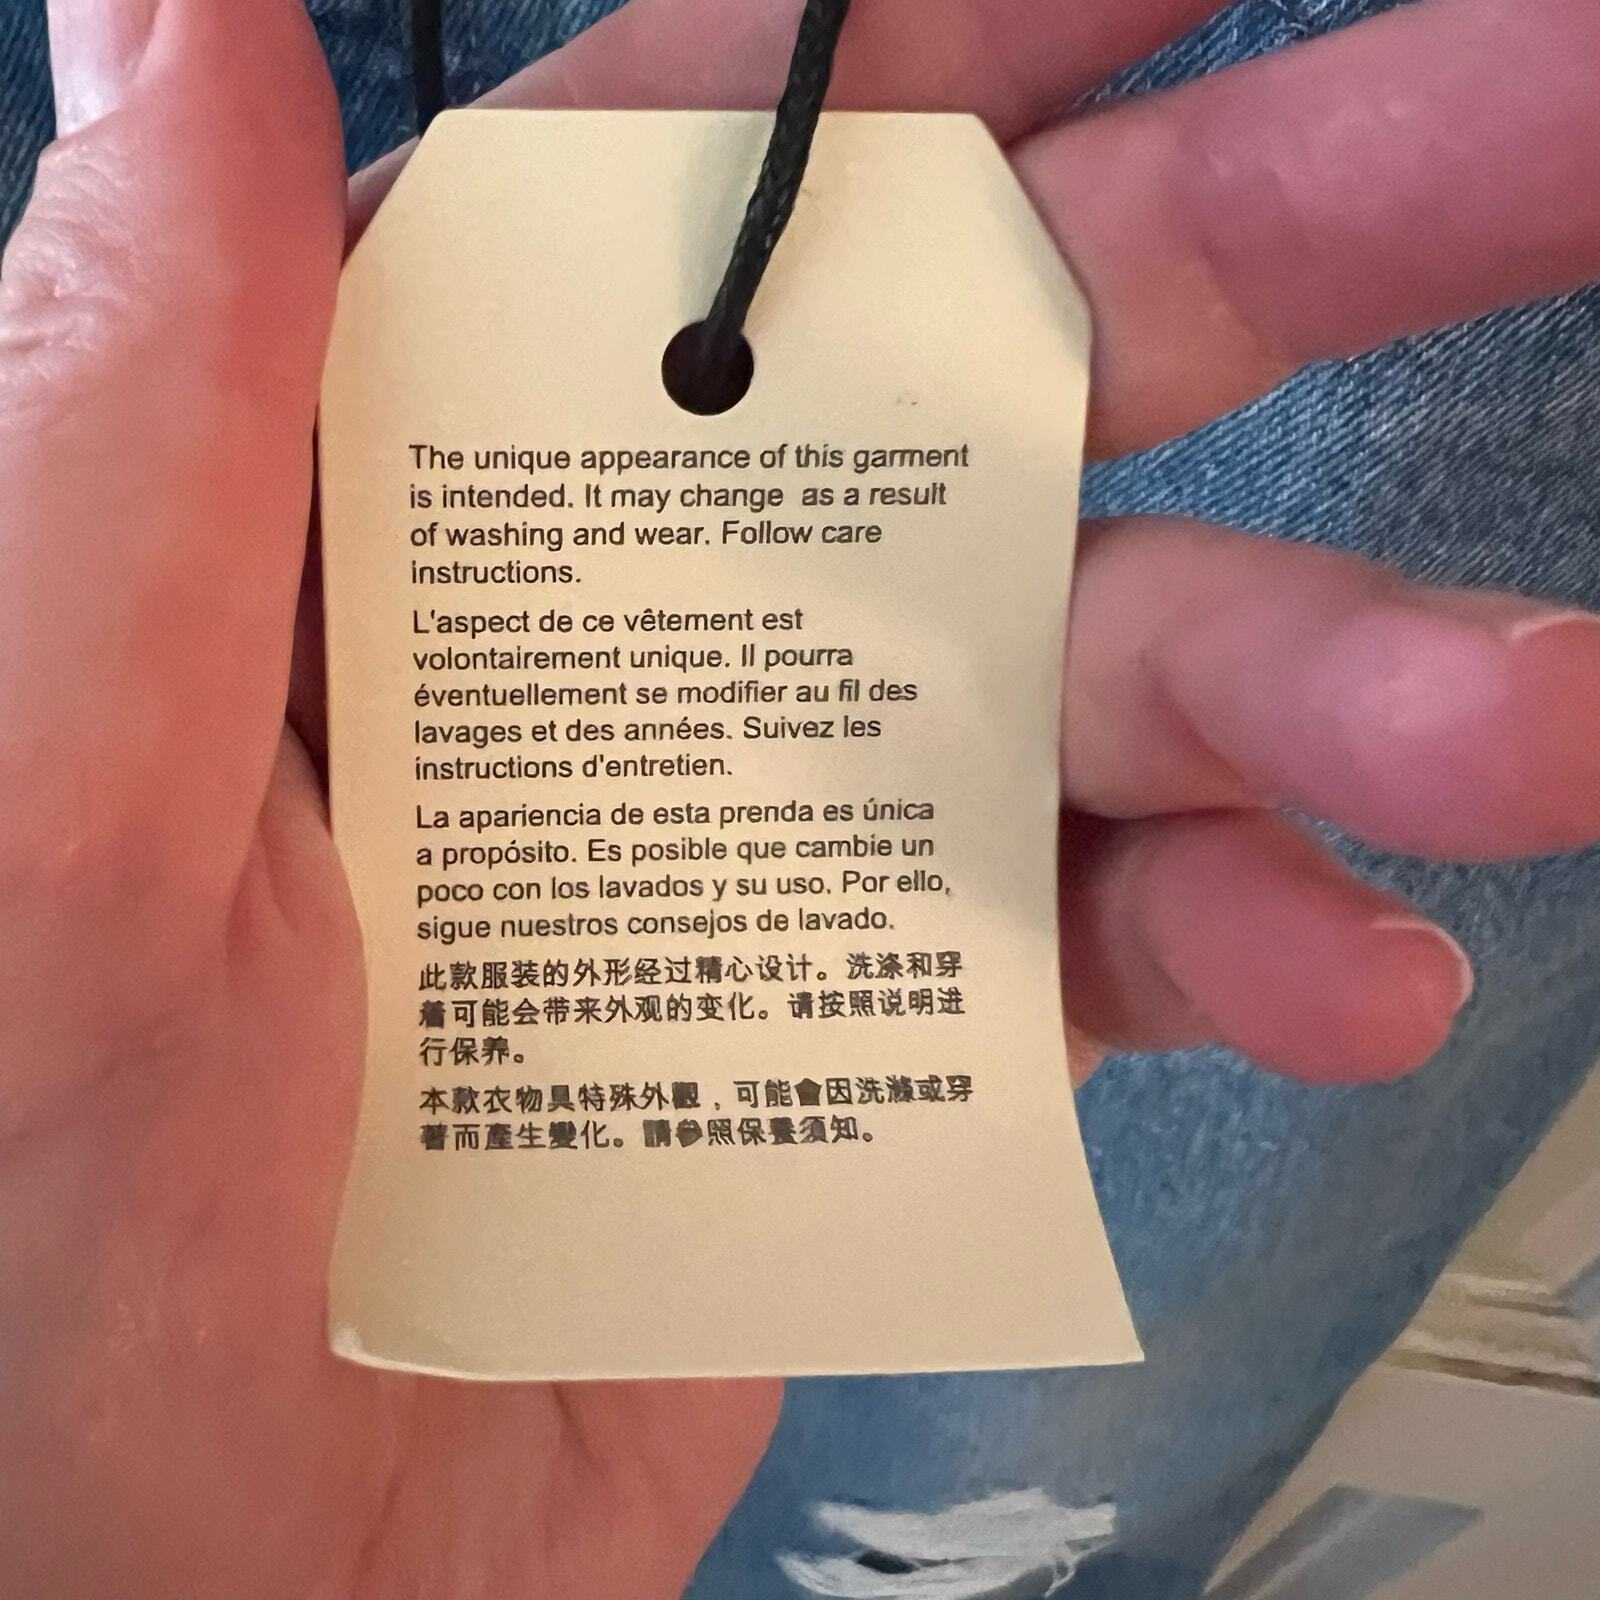 The unique appearance of this garment
is intended. It may change as a result
of washing and wear. Follow care
instructions.
L'aspect de ce vêtement est
volontairement unique. Il pourra
éventuellement se modifier au fil des
lavages et des années. Suivez les
instructions d'entretien.
La apariencia de esta prenda es única
a propósito. Es posible que cambie un
poco con los lavados y su uso. Por ello,
sigue nuestros consejos de lavado.
此款服装的外形经过精心设计。洗涤和穿
着可能会带来外观的变化。请按照说明进
行保养。
本款衣物具特殊外觀，可能會因洗滌或穿
著而產生變化。請參照保養須知。